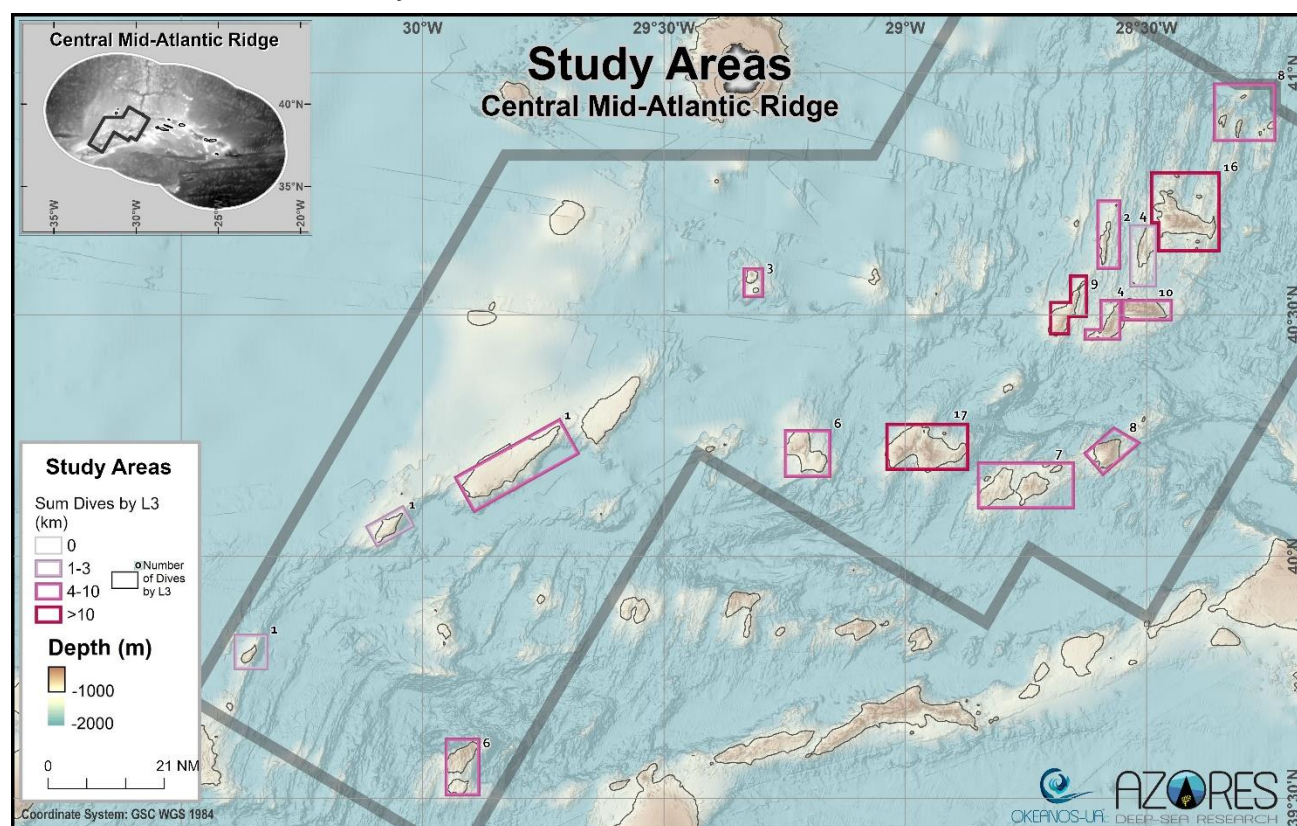 Central Mid-Atlantic Ridge
40°N
35°N
35°W
30°W
25°W
20°W
30°W
29°30'W
29°W
28°30'W
41°N
40°30'N
40°N
39°30'N
Study Areas
Central Mid-Atlantic Ridge
8
16
2
4
3
9
4
10
1
6
17
8
7
1
1
6
Study Areas
Sum Dives by L3
(km)
0
1-3
4-10
>10
0 Number
of Dives
by L3
Depth (m)
-1000
-2000
0 21 NM
Coordinate System: GSC WGS 1984
OKEANOS-UAc
AZORES
DEEP-SEA RESEARCH